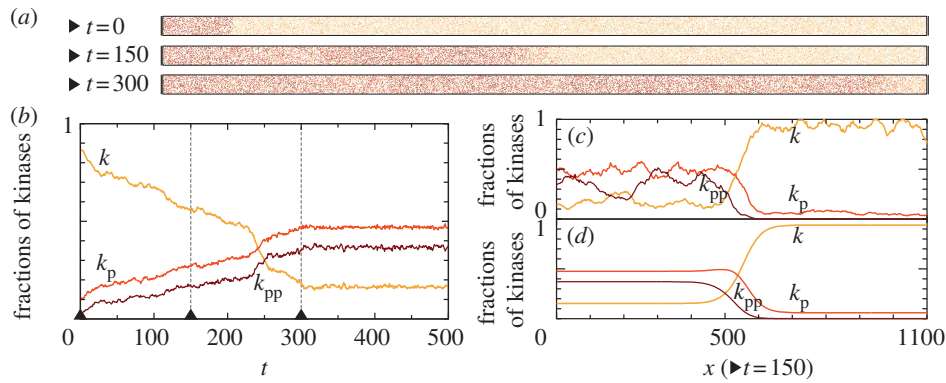 (a)
▶ t=0
▶ t=150
▶ t=300
(b)
1
fractions of kinases
k
k_p
k_pp
0 100 200 300 400 500
t
(c)
1
fractions of kinases
0
k
k_pp
k_p
(d)
1
fractions of kinases
k
k_pp
k_p
0 500 1100
x (▶t=150)